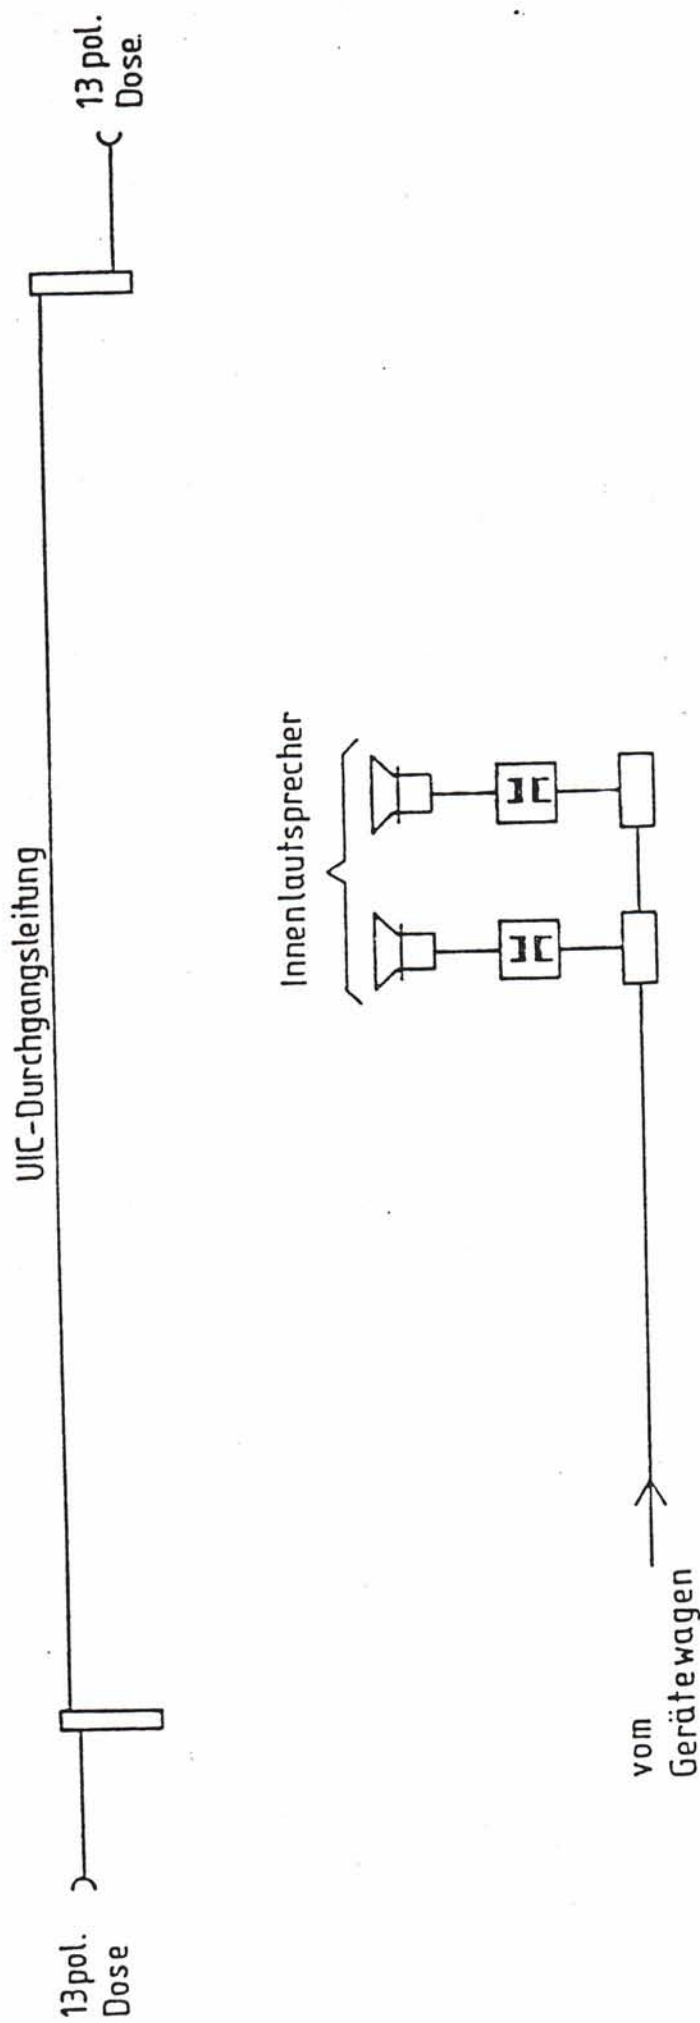 UIC-Durchgangsleitung
13pol.
Dose
13 pol.
Dose.
Innenlautsprecher
vom
Gerätewagen